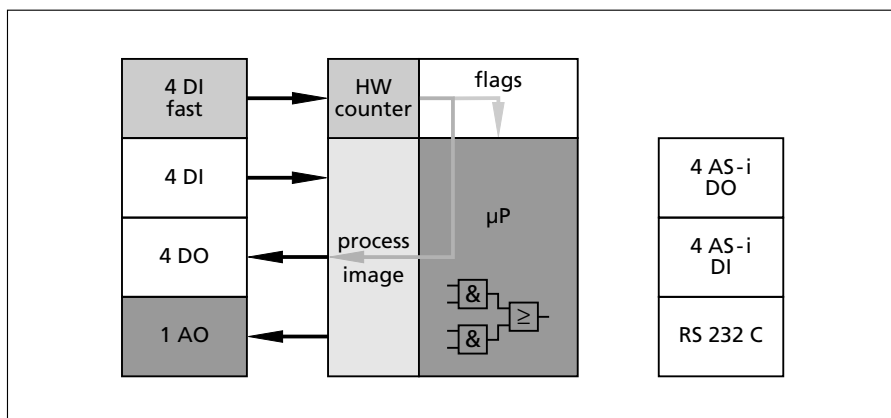 4 DI
fast
4 DI
4 DO
1 AO
HW
counter
flags
process
image
µP
&
&
≥
4 AS-i
DO
4 AS-i
DI
RS 232 C